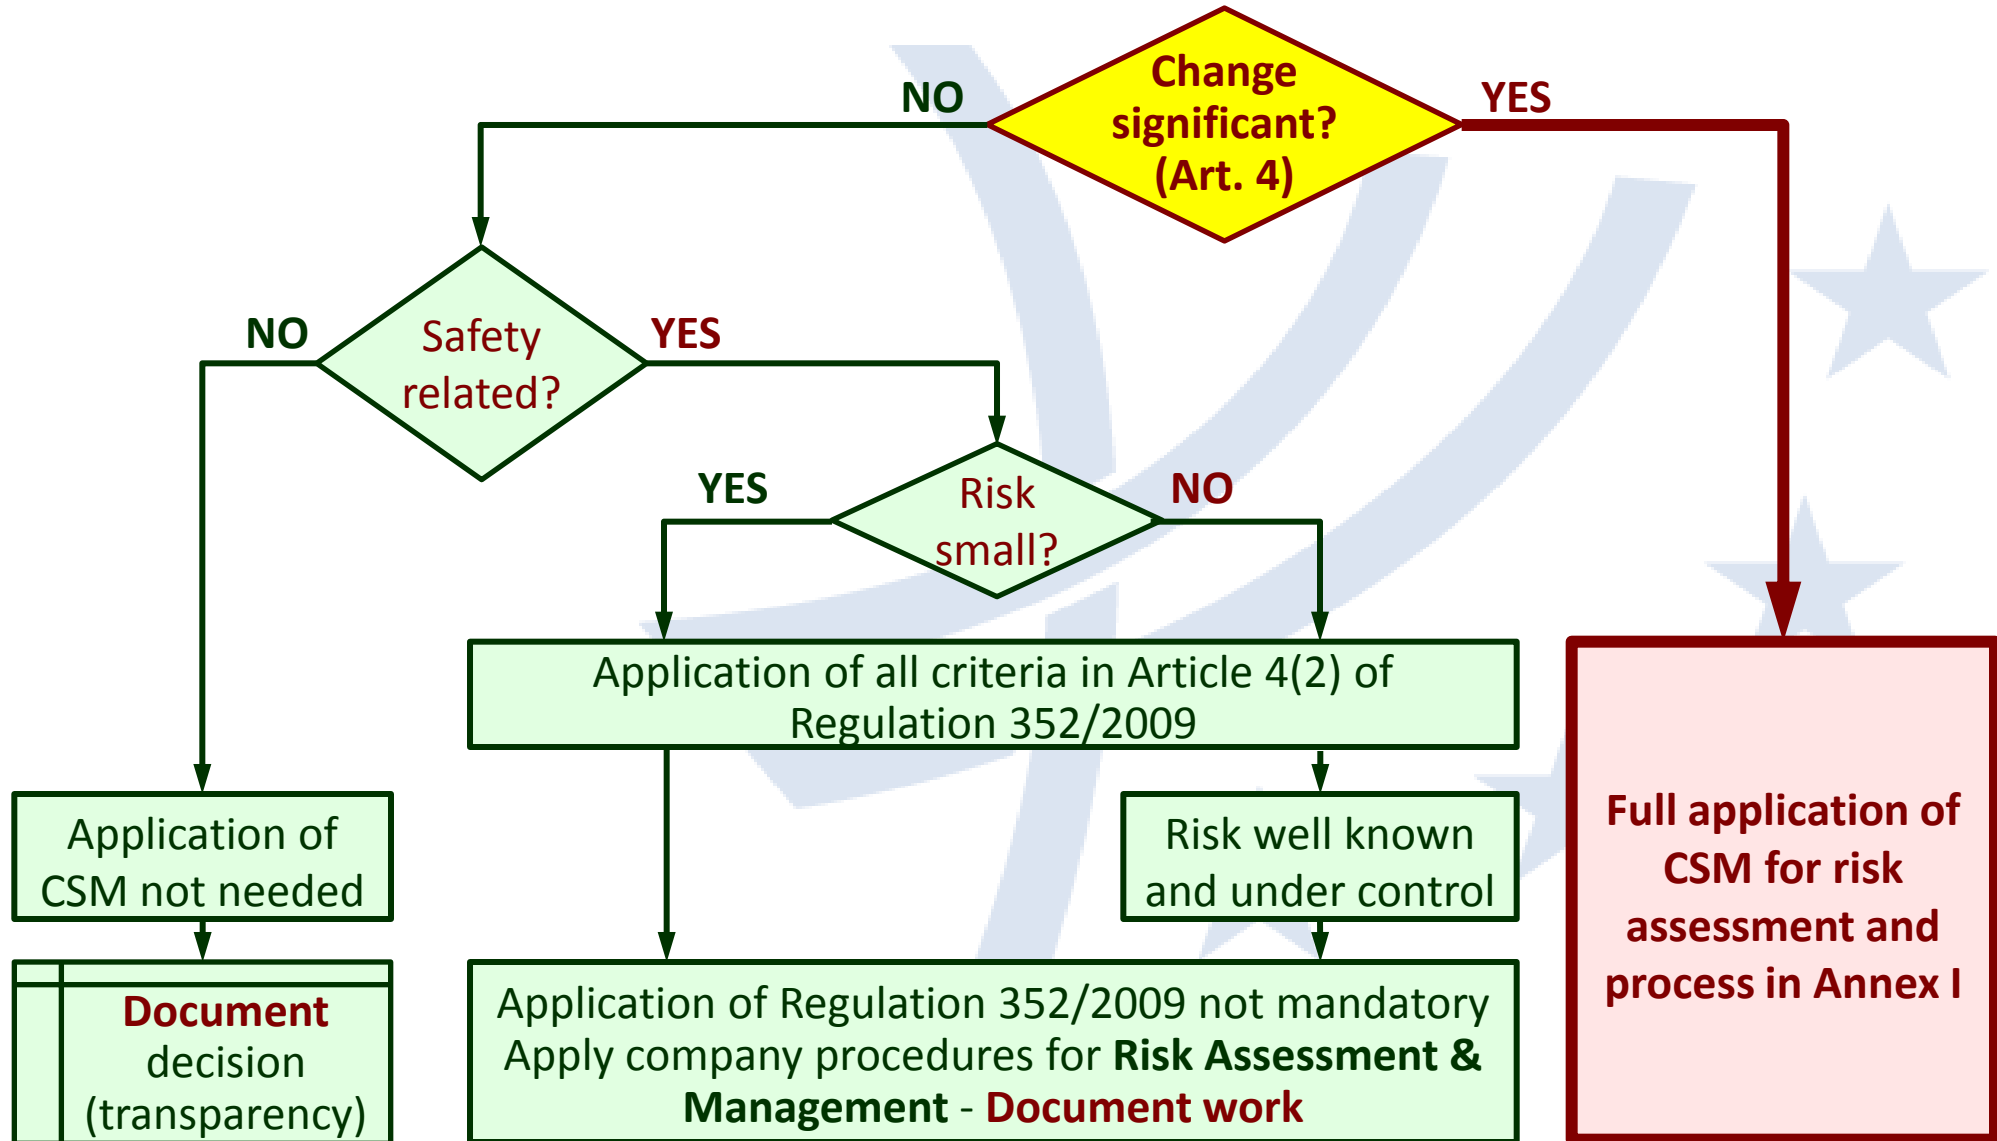 Change
significant?
(Art. 4)
NO
YES
Safety
related?
NO
YES
Risk
small?
YES
NO
Application of all criteria in Article 4(2) of
Regulation 352/2009
Application of
CSM not needed
Risk well known
and under control
Full application of
CSM for risk
assessment and
process in Annex I
Document
decision
(transparency)
Application of Regulation 352/2009 not mandatory
Apply company procedures for Risk Assessment &
Management - Document work